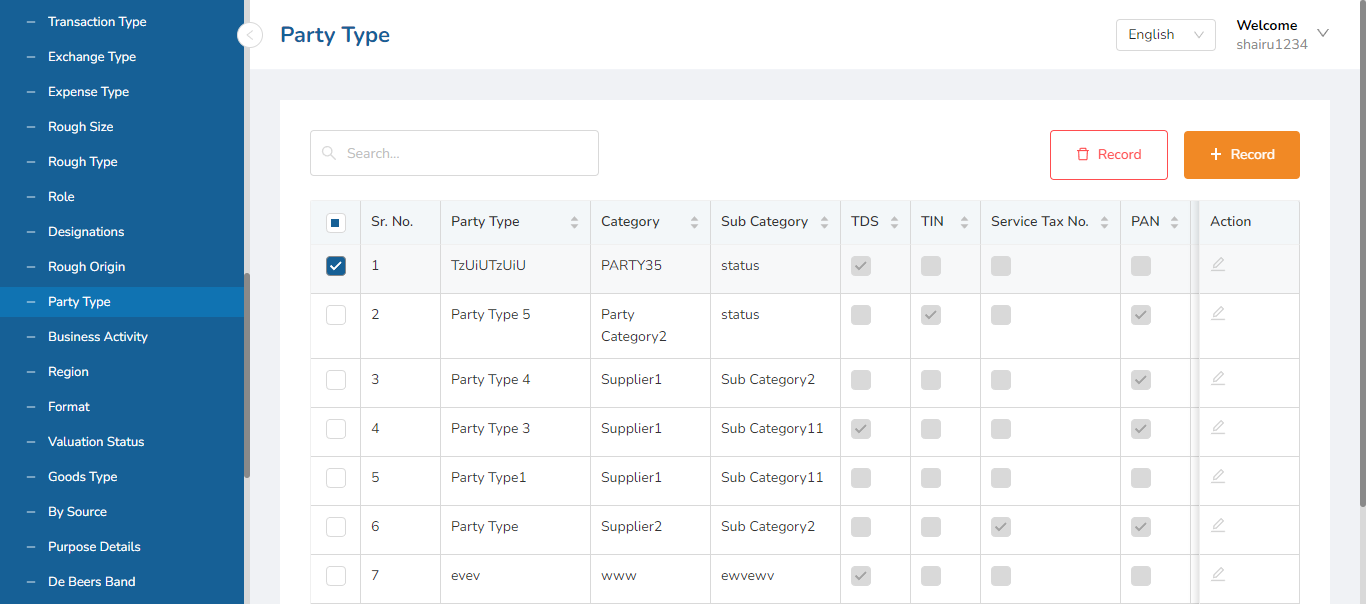 Transaction Type
Exchange Type
Expense Type
Rough Size
Rough Type
Role
Designations
Rough Origin
Party Type
Business Activity
Region
Format
Valuation Status
Goods Type
By Source
Purpose Details
De Beers Band
Party Type
English
Welcome
shairu1234
Search...
Record
+ Record
Sr. No. Party Type Category Sub Category TDS TIN Service Tax No. PAN Action
1 TzUiUTzUiU PARTY35 status
2 Party Type 5 Party status
Category2
3 Party Type 4 Supplier1 Sub Category2
4 Party Type 3 Supplier1 Sub Category11
5 Party Type1 Supplier1 Sub Category11
6 Party Type Supplier2 Sub Category2
7 evev www ewvewv